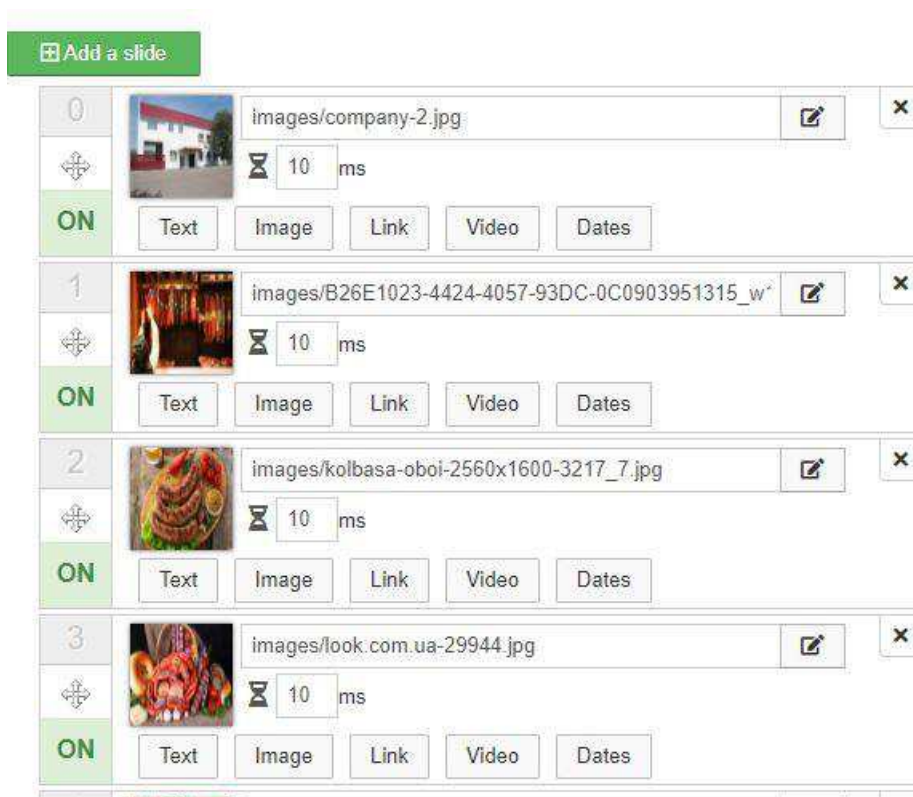 Add a slide
0
images/company-2.jpg
10 ms
ON
Text Image Link Video Dates
1
images/B26E1023-4424-4057-93DC-0C0903951315_w
10 ms
ON
Text Image Link Video Dates
2
images/kolbasa-oboi-2560x1600-3217_7.jpg
10 ms
ON
Text Image Link Video Dates
3
images/look.com.ua-29944.jpg
10 ms
ON
Text Image Link Video Dates